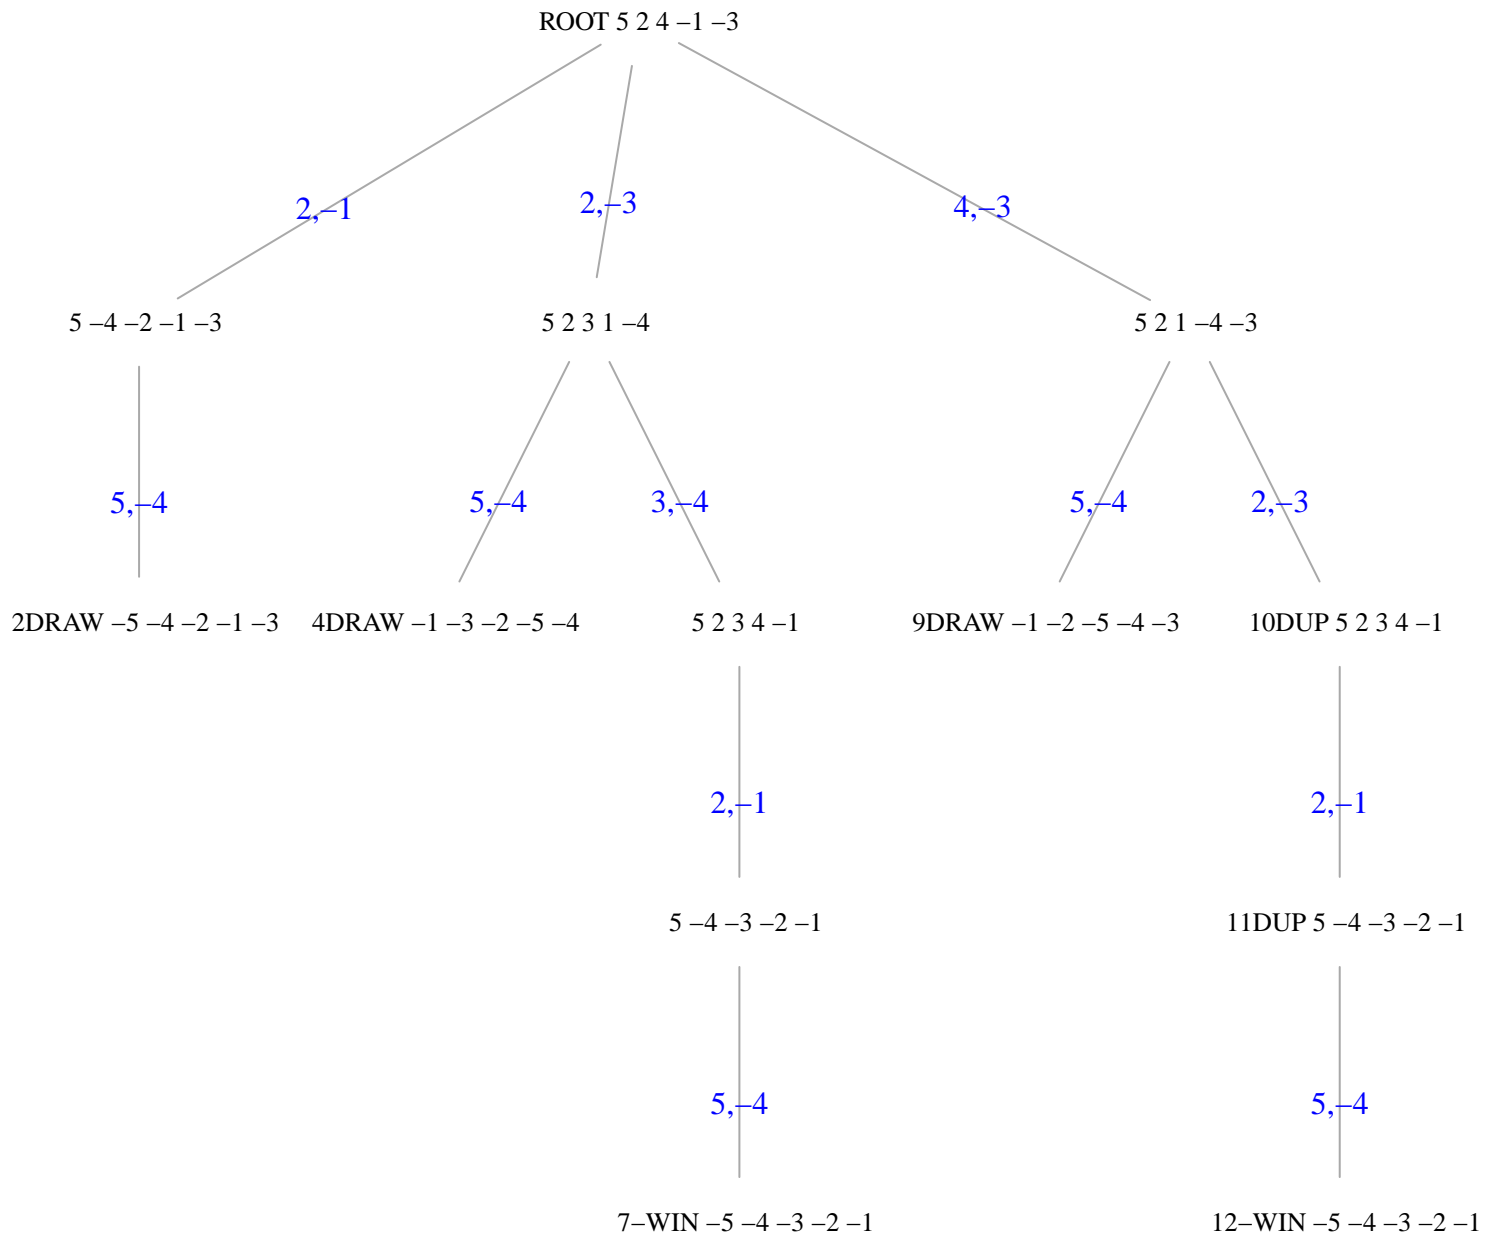 ROOT 5 2 4 –1 –3
2,–1
2,–3
4,–3
5 –4 –2 –1 –3
5 2 3 1 –4
5 2 1 –4 –3
5,–4
5,–4
3,–4
5,–4
2,–3
2DRAW –5 –4 –2 –1 –3
4DRAW –1 –3 –2 –5 –4
5 2 3 4 –1
9DRAW –1 –2 –5 –4 –3
10DUP 5 2 3 4 –1
2,–1
2,–1
5 –4 –3 –2 –1
11DUP 5 –4 –3 –2 –1
5,–4
5,–4
7–WIN –5 –4 –3 –2 –1
12–WIN –5 –4 –3 –2 –1